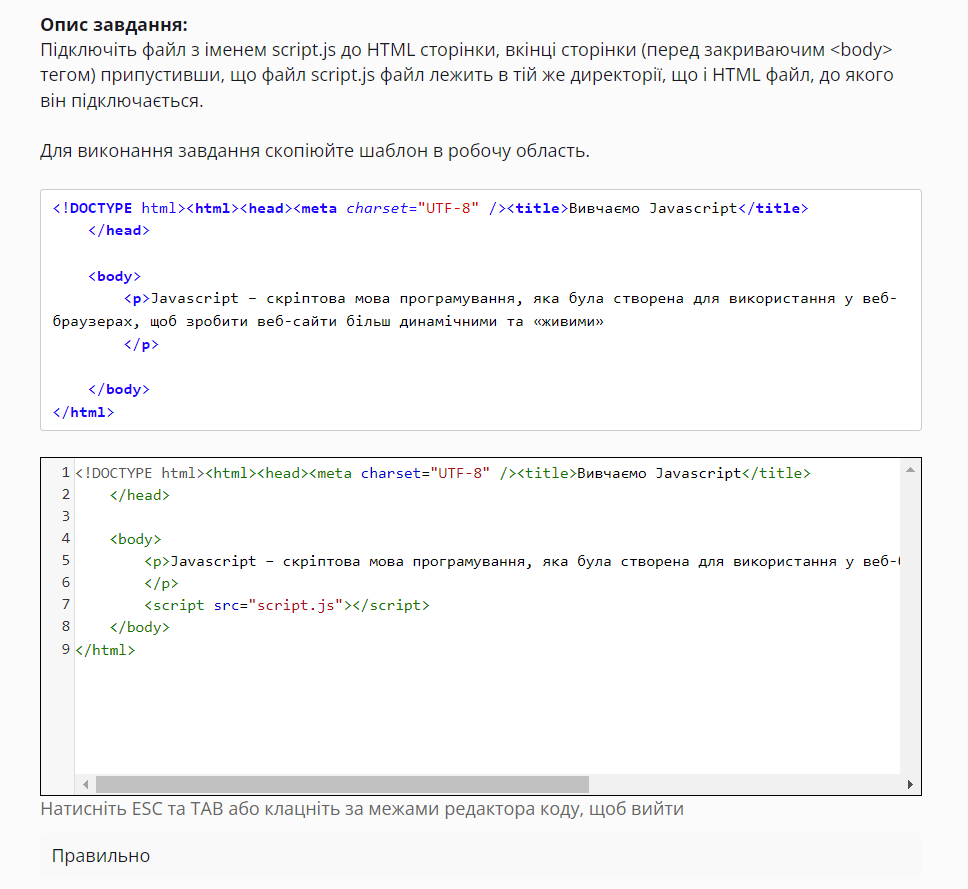 Опис завдання:
Підключіть файл з іменем script.js до HTML сторінки, вкінці сторінки (перед закриваючим <body>
тегом) припустивши, що файл script.js файл лежить в тій же директорії, що і HTML файл, до якого
він підключається.
Для виконання завдання скопіюйте шаблон в робочу область.
<!DOCTYPE html><html><head><meta charset="UTF-8" /><title>Вивчаємо Javascript</title>
    </head>
    <body>
        <p>Javascript – скріптова мова програмування, яка була створена для використання у веб-
браузерах, щоб зробити веб-сайти більш динамічними та «живими»
        </p>
    </body>
</html>
1 <!DOCTYPE html><html><head><meta charset="UTF-8" /><title>Вивчаємо Javascript</title>
2     </head>
3
4     <body>
5         <p>Javascript – скріптова мова програмування, яка була створена для використання у веб-
6         </p>
7         <script src="script.js"></script>
8     </body>
9 </html>
Натисніть ESC та TAB або клацніть за межами редактора коду, щоб вийти
Правильно